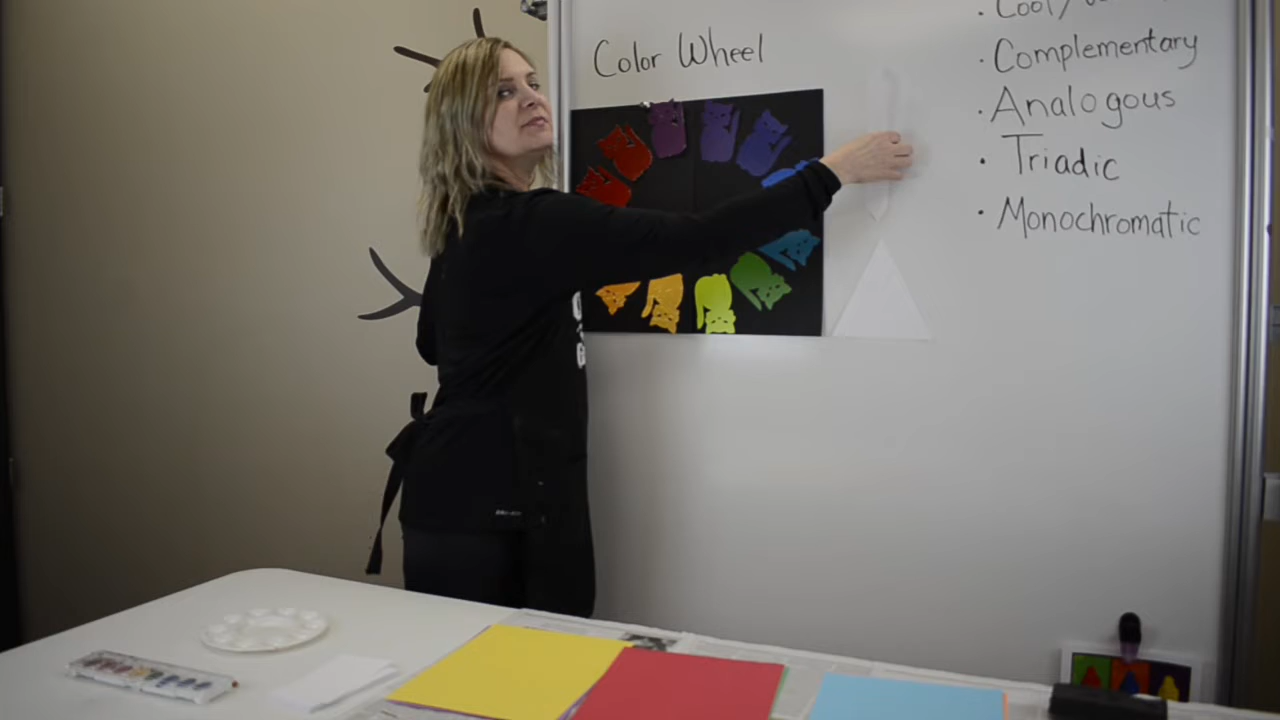 Color Wheel
Complementary
Analogous
Triadic
Monochromatic